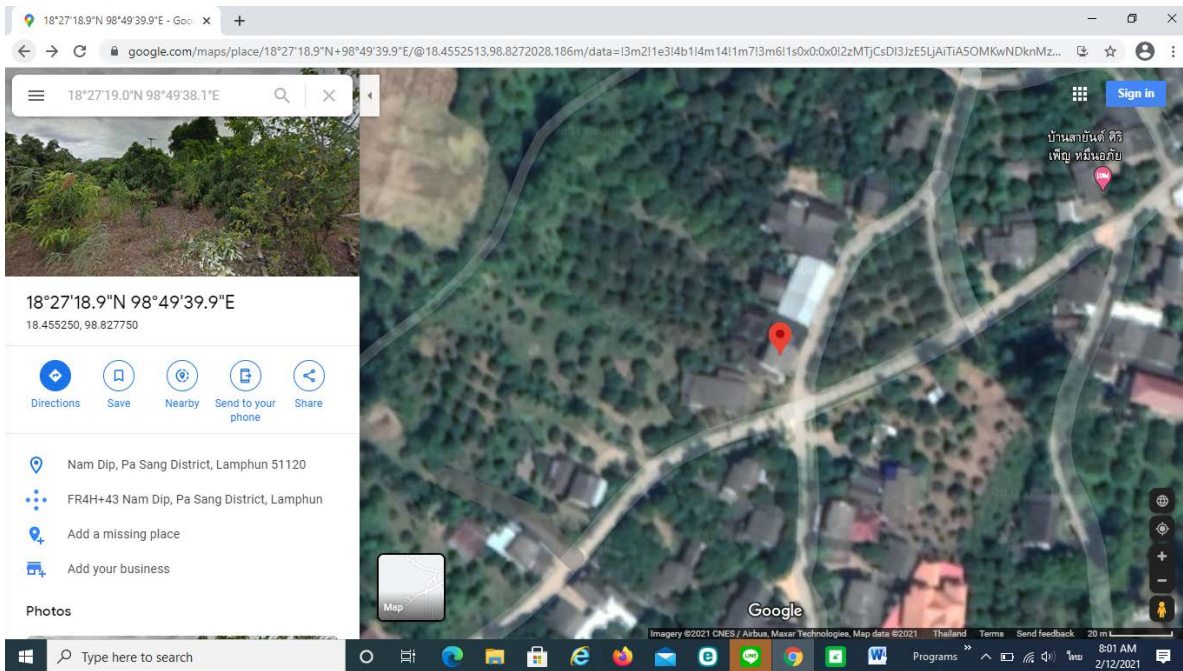 18°27'18.9"N 98°49'39.9"E - Goo
google.com/maps/place/18°27'18.9"N+98°49'39.9"E/@18.4552513,98.8272028,186m/data=!3m2!1e3!4b1!4m14!1m7!3m6!1s0x0:0x0!2zMTjCsDI3JzE5LjAiTiA5OMKwNDknMz...
18°27'19.0"N 98°49'38.1"E
Sign in
บ้านสายันต์ ศิริ
เพ็ญ หมื่นอภัย
18°27'18.9"N 98°49'39.9"E
18.455250, 98.827750
Directions
Save
Nearby
Send to your
phone
Share
Nam Dip, Pa Sang District, Lamphun 51120
FR4H+43 Nam Dip, Pa Sang District, Lamphun
Add a missing place
Add your business
Photos
Map
Google
Imagery ©2021 CNES / Airbus, Maxar Technologies, Map data ©2021 Thailand Terms Send feedback 20 m
Type here to search
LINE
W
Programs
ไทย
8:01 AM
2/12/2021